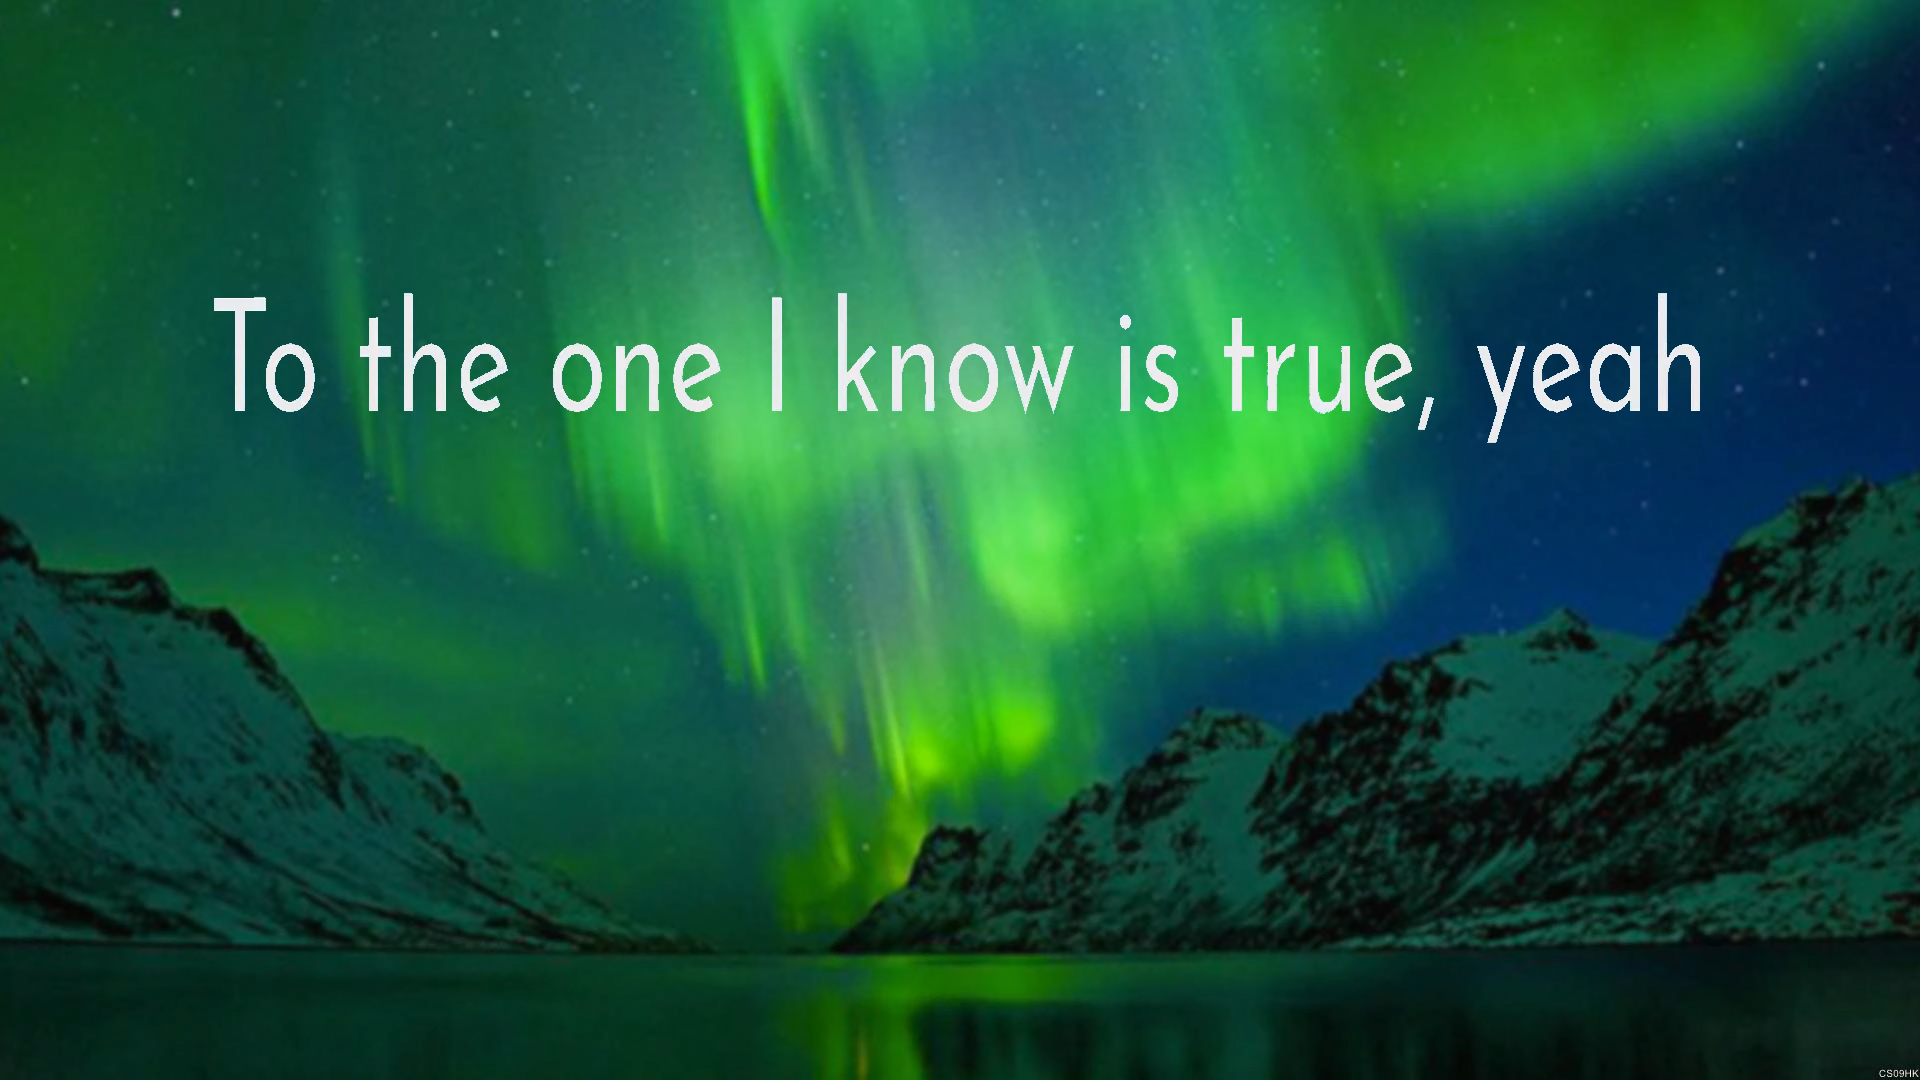 To the one I know is true, yeah
CS09HK